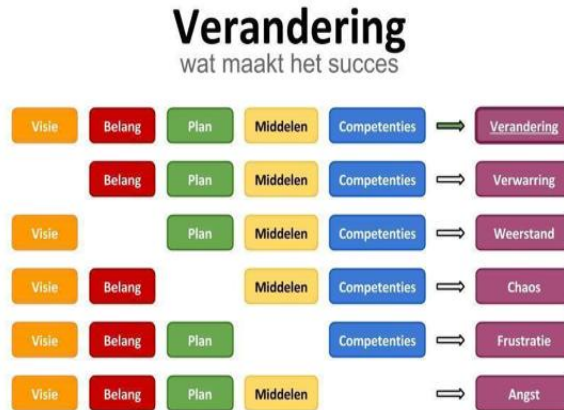 Verandering
wat maakt het succes
Visie Belang Plan Middelen Competenties Verandering
Belang Plan Middelen Competenties Verwarring
Visie Plan Middelen Competenties Weerstand
Visie Belang Middelen Competenties Chaos
Visie Belang Plan Competenties Frustratie
Visie Belang Plan Middelen Angst